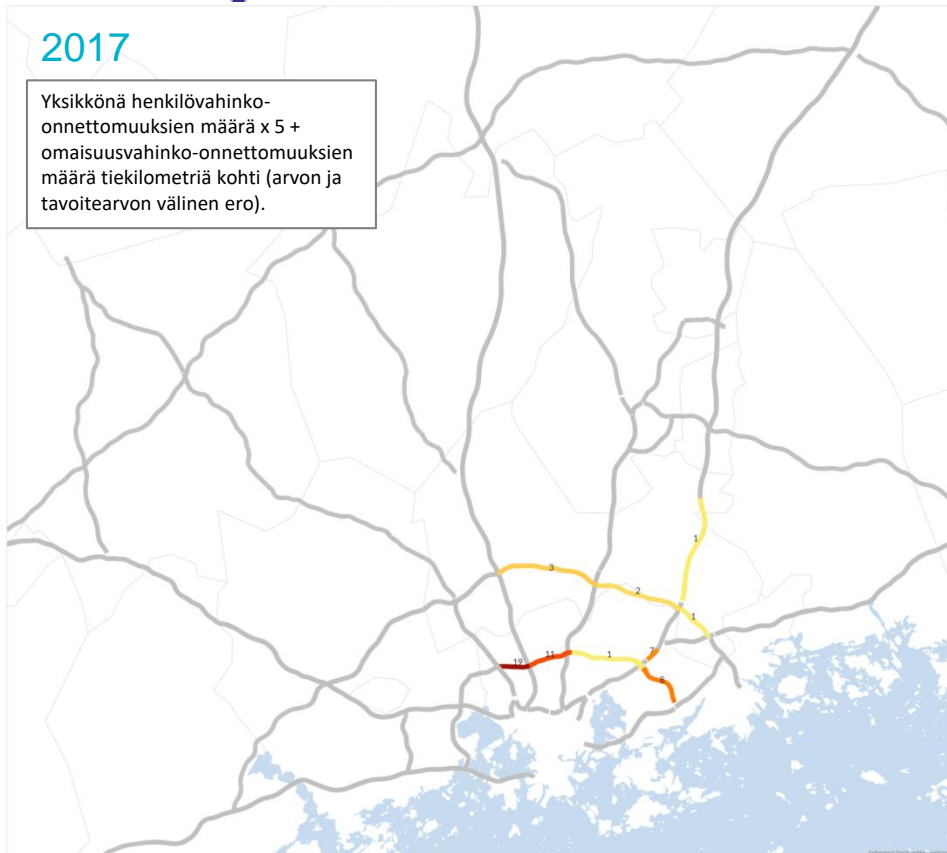 2017
Yksikkönä henkilövahinko-
onnettomuuksien määrä x 5 +
omaisuusvahinko-onnettomuuksien
määrä tiekilometriä kohti (arvon ja
tavoitearvon välinen ero).
1
3
2
1
7
11
1
19
8